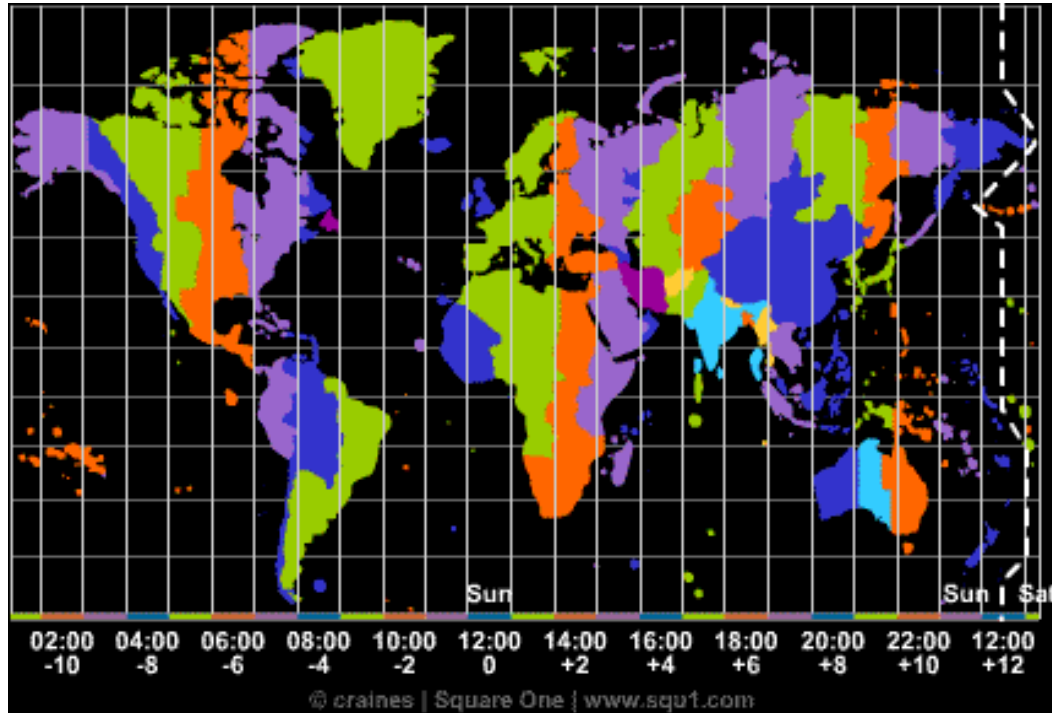 Sun Sun Sat
02:00 04:00 06:00 08:00 10:00 12:00 14:00 16:00 18:00 20:00 22:00 12:00
-10 -8 -6 -4 -2 0 +2 +4 +6 +8 +10 +12
© craines | Square One | www.squ1.com